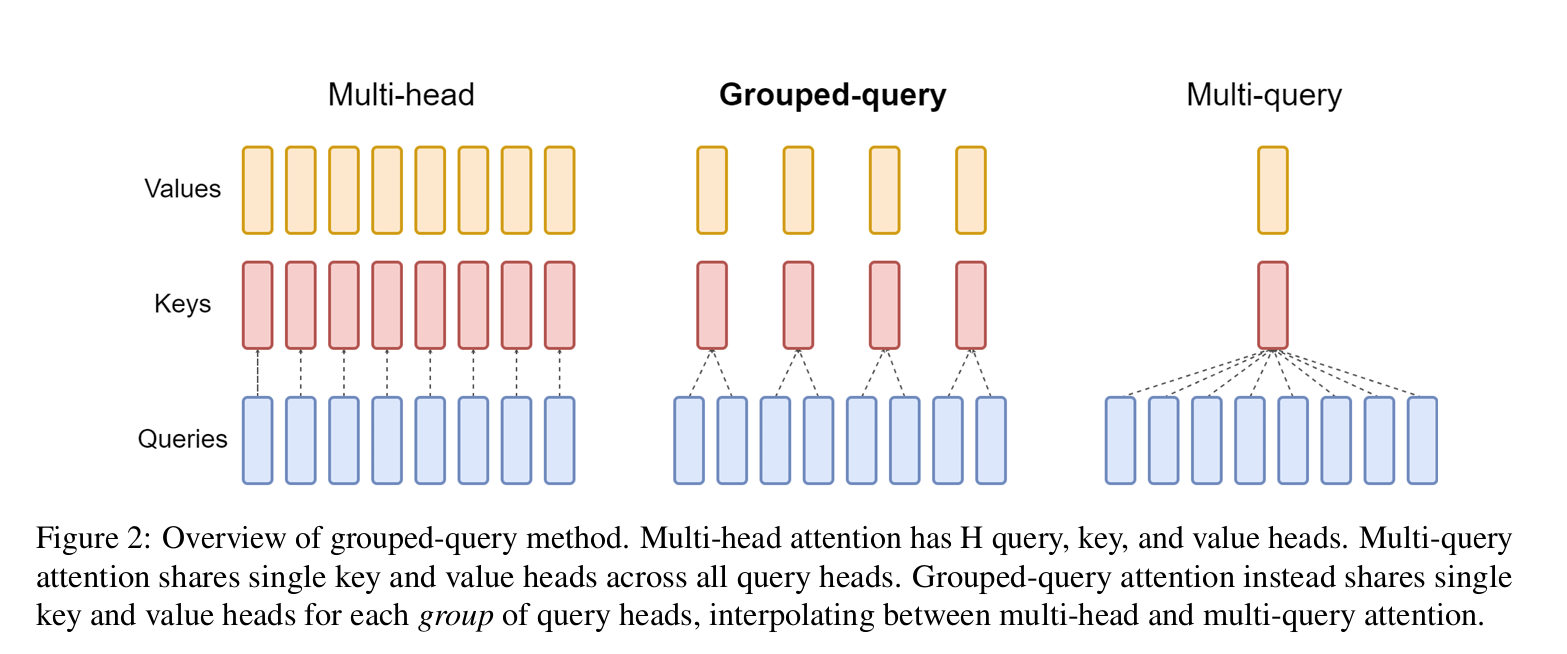 Multi-head
Grouped-query
Multi-query
Values
Keys
Queries
Figure 2: Overview of grouped-query method. Multi-head attention has H query, key, and value heads. Multi-query
attention shares single key and value heads across all query heads. Grouped-query attention instead shares single
key and value heads for each group of query heads, interpolating between multi-head and multi-query attention.